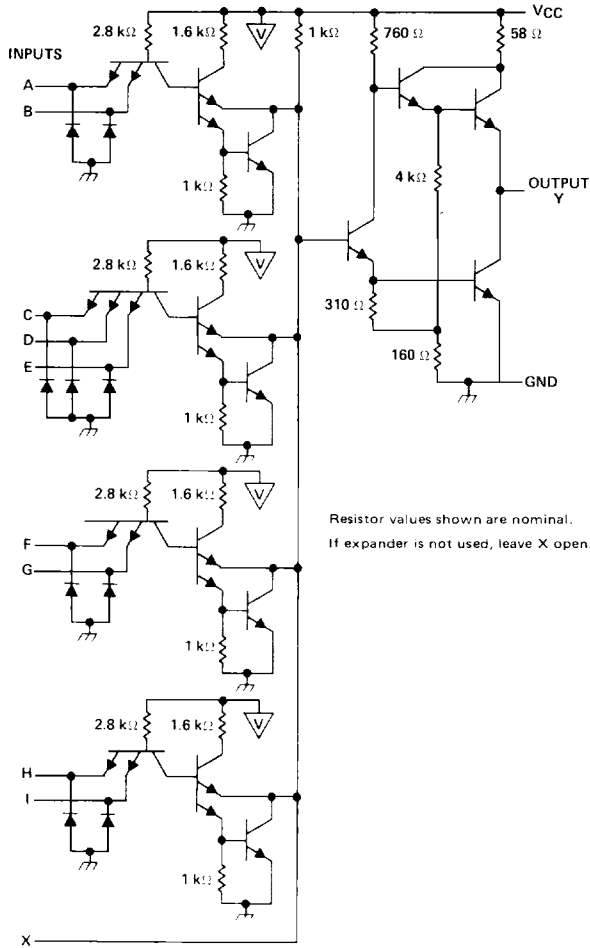 VCC
2.8 kΩ
1.6 kΩ
V
1 kΩ
760 Ω
58 Ω
INPUTS
A
B
1 kΩ
4 kΩ
OUTPUT
Y
2.8 kΩ
1.6 kΩ
V
C
D
E
310 Ω
160 Ω
GND
1 kΩ
2.8 kΩ
1.6 kΩ
V
F
G
Resistor values shown are nominal.
If expander is not used, leave X open.
1 kΩ
2.8 kΩ
1.6 kΩ
V
H
I
1 kΩ
X